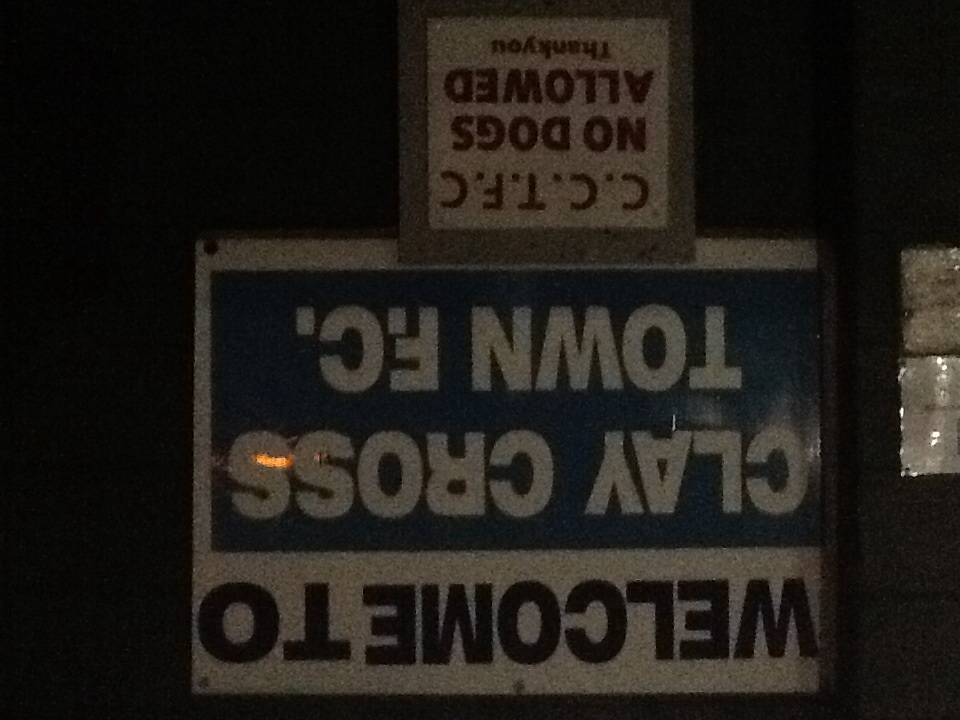 WELCOME TO
CLAY CROSS
TOWN F.C.
C.C.T.F.C
NO DOGS
ALLOWED
Thankyou